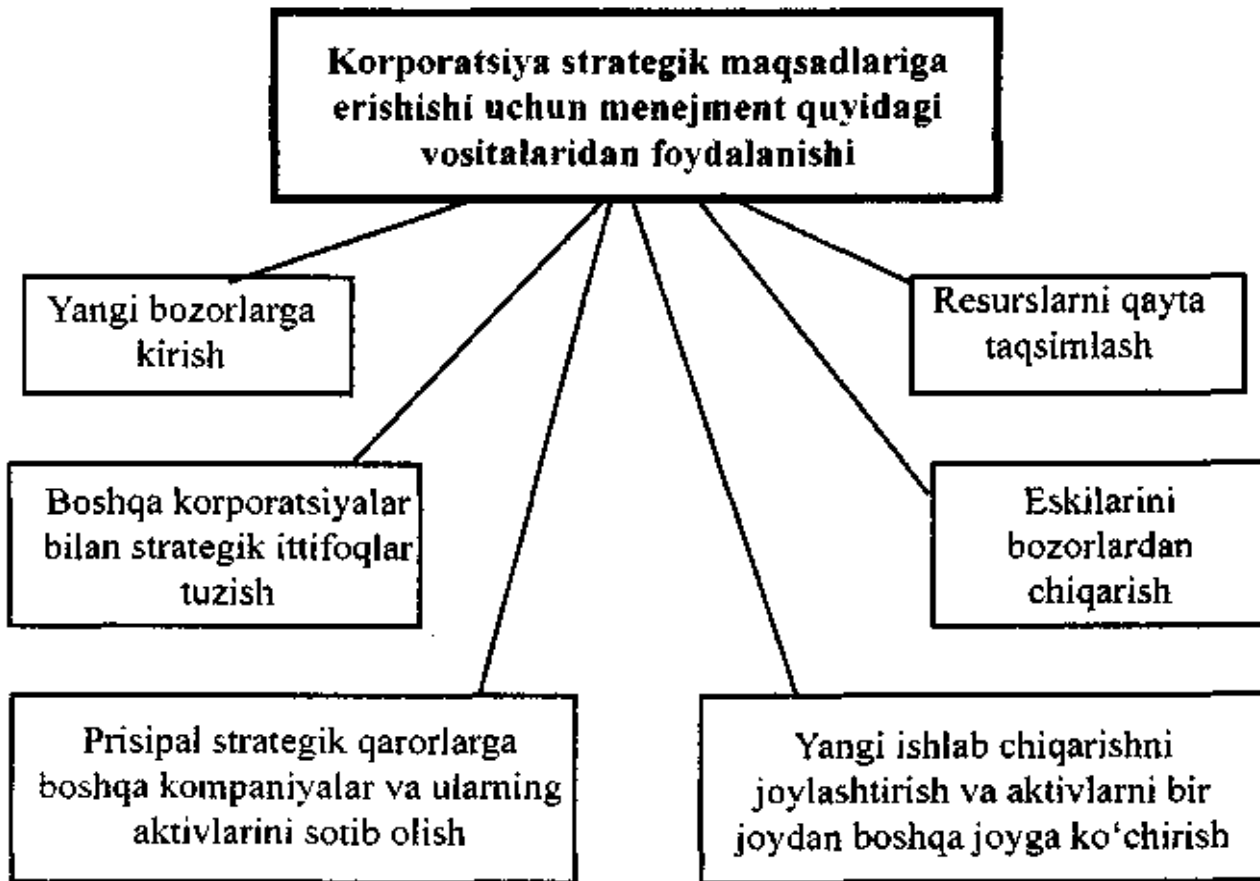 Korporatsiya strategik maqsadlariga
erishishi uchun menejment quyidagi
vositalaridan foydalanishi
Yangi bozorlarga
kirish
Resurslarni qayta
taqsimlash
Boshqa korporatsiyalar
bilan strategik ittifoqlar
tuzish
Eskilarini
bozorlardan
chiqarish
Prisipal strategik qarorlarga
boshqa kompaniyalar va ularning
aktivlarini sotib olish
Yangi ishlab chiqarishni
joylashtirish va aktivlarni bir
joydan boshqa joyga ko‘chirish